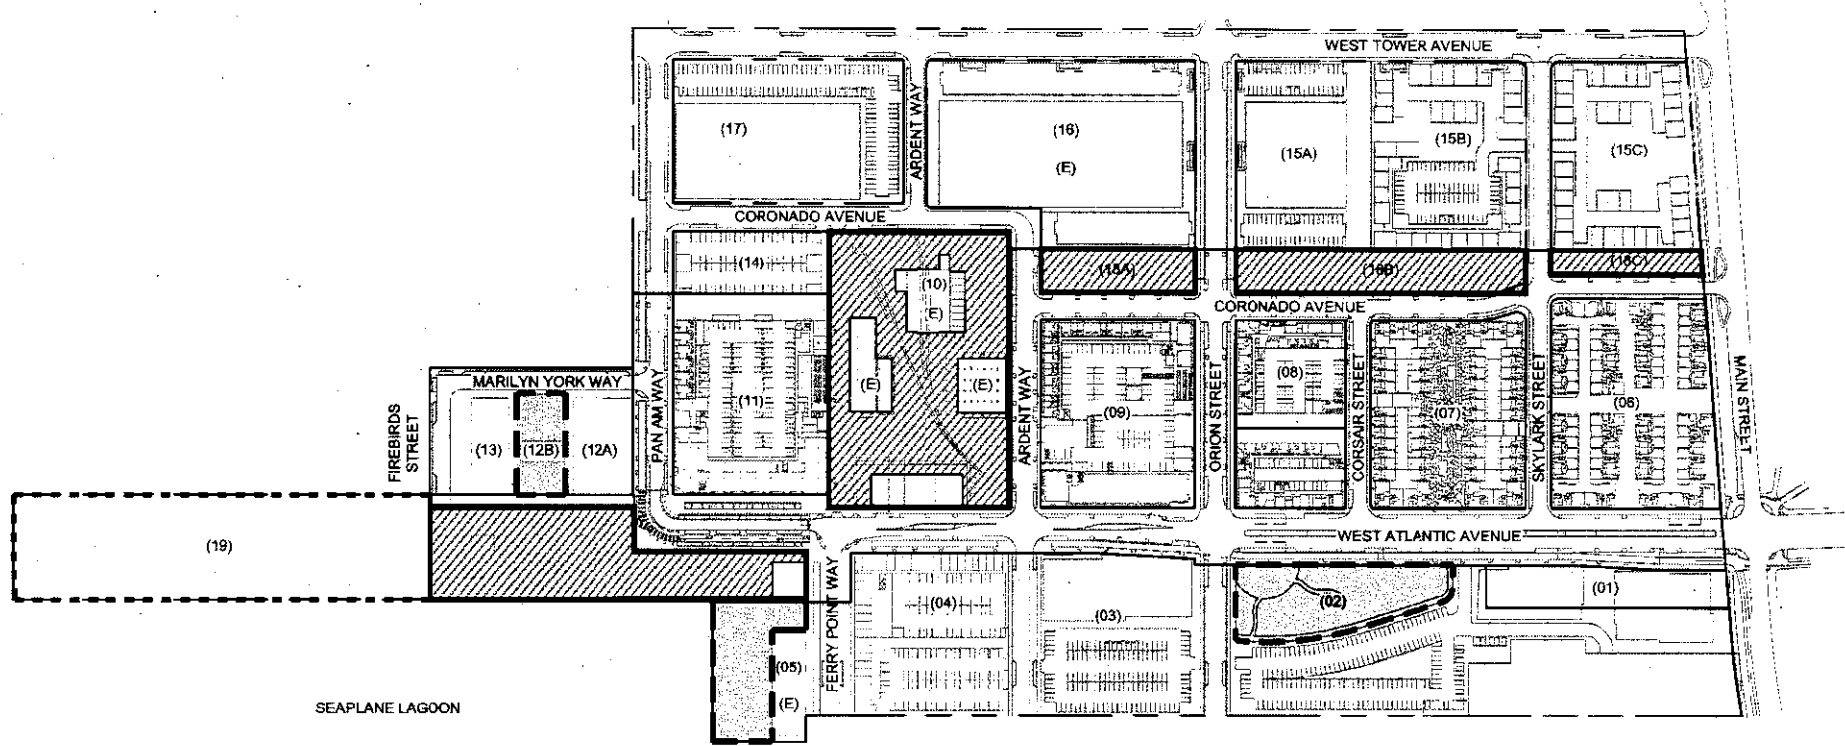 WEST TOWER AVENUE
ARDENT WAY
(17)
(16)
(E)
(15A)
(15B)
(15C)
CORONADO AVENUE
(14)
(10)
(E)
(18A)
(18B)
(18C)
CORONADO AVENUE
MARILYN YORK WAY
FIREBIRDS
STREET
PAN AM WAY
(11)
(E)
(E)
ARDENT WAY
(09)
ORION STREET
(08)
CORSAIR STREET
(07)
SKYLARK STREET
(06)
MAIN STREET
(13)
(12B)
(12A)
(19)
WEST ATLANTIC AVENUE
FERRY POINT WAY
(04)
(03)
(02)
(01)
(05)
(E)
SEAPLANE LAGOON